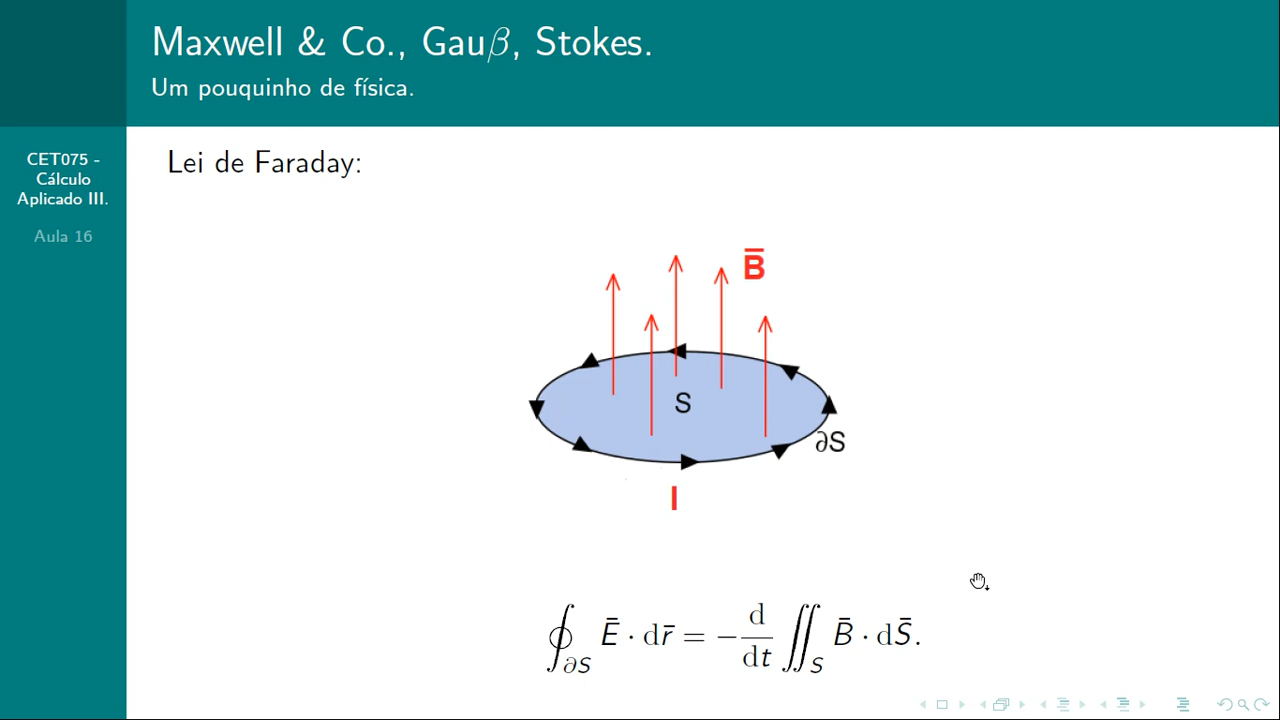 Maxwell & Co., Gauβ, Stokes.
Um pouquinho de física.
CET075 -
Cálculo
Aplicado III.
Aula 16
Lei de Faraday:
B̄
S
∂S
I
∮_{∂S} Ē · dr̄ = − d/dt ∬_S B̄ · dS̄.